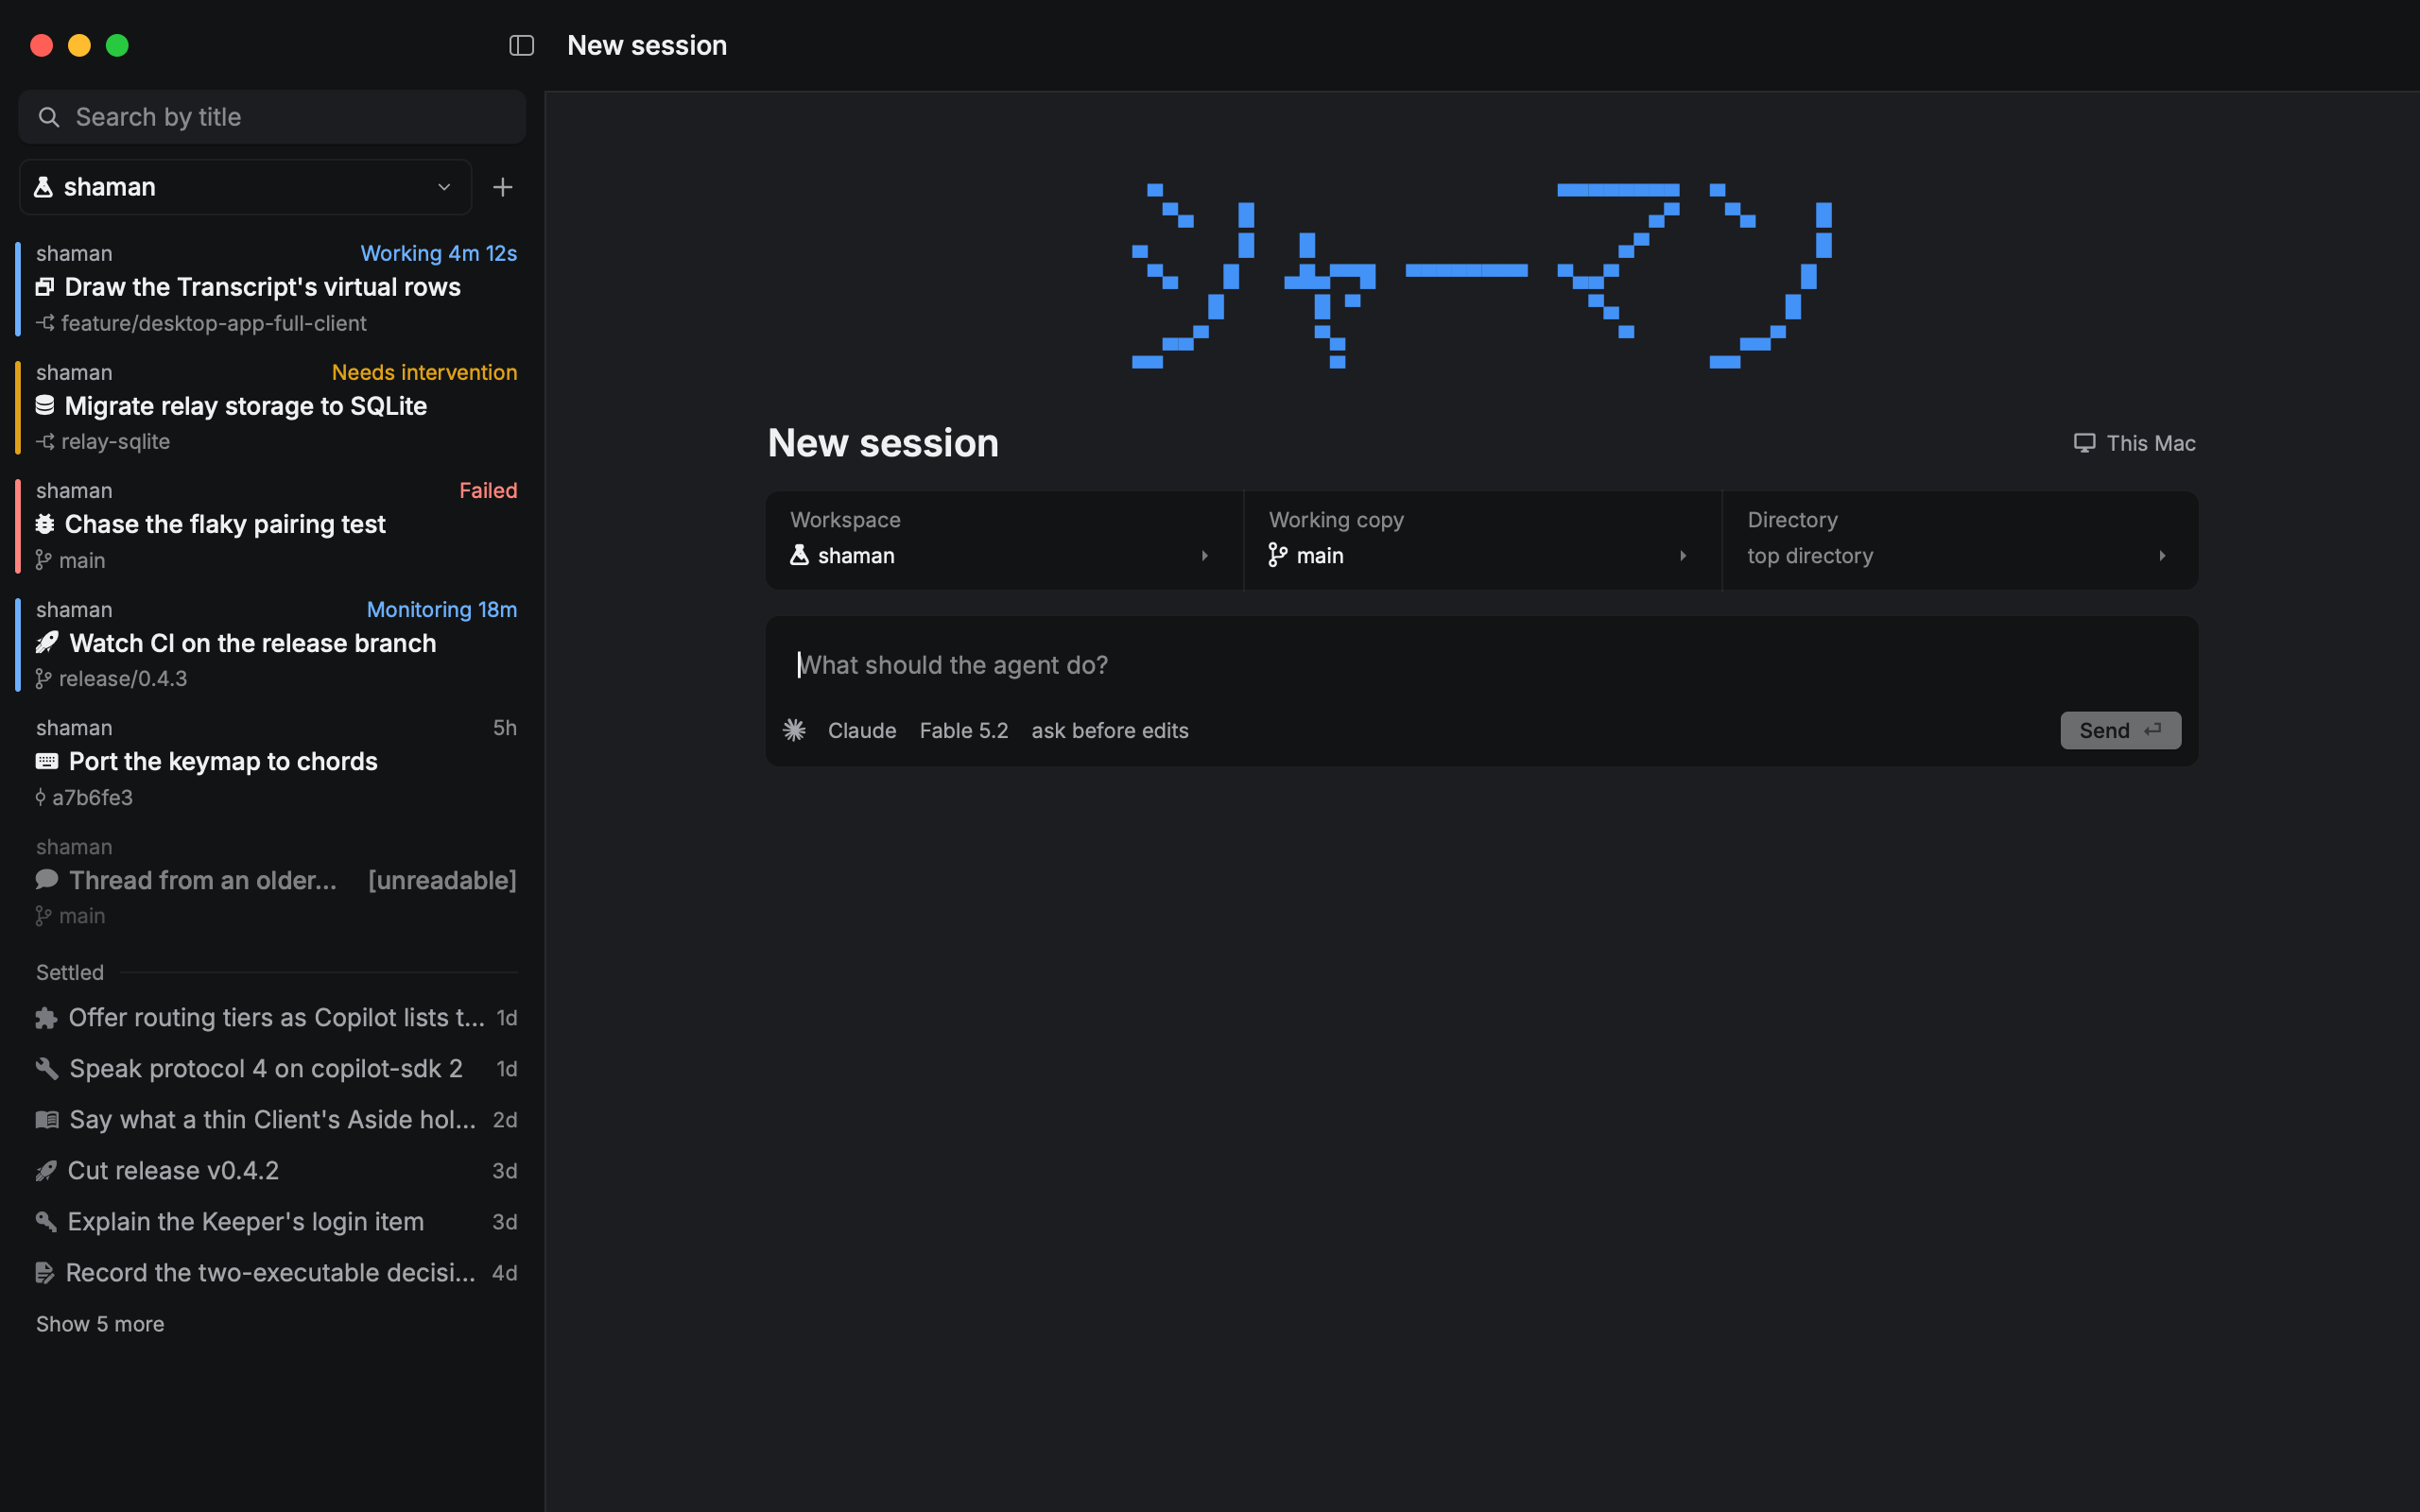 New session
Search by title
shaman
shaman Working 4m 12s
Draw the Transcript's virtual rows
feature/desktop-app-full-client
shaman Needs intervention
Migrate relay storage to SQLite
relay-sqlite
shaman Failed
Chase the flaky pairing test
main
shaman Monitoring 18m
Watch CI on the release branch
release/0.4.3
shaman 5h
Port the keymap to chords
a7b6fe3
shaman
Thread from an older... [unreadable]
main
Settled
Offer routing tiers as Copilot lists t... 1d
Speak protocol 4 on copilot-sdk 2 1d
Say what a thin Client's Aside hol... 2d
Cut release v0.4.2 3d
Explain the Keeper's login item 3d
Record the two-executable decisi... 4d
Show 5 more
シャーマン
New session This Mac
Workspace Working copy Directory
shaman main top directory
What should the agent do?
Claude Fable 5.2 ask before edits Send